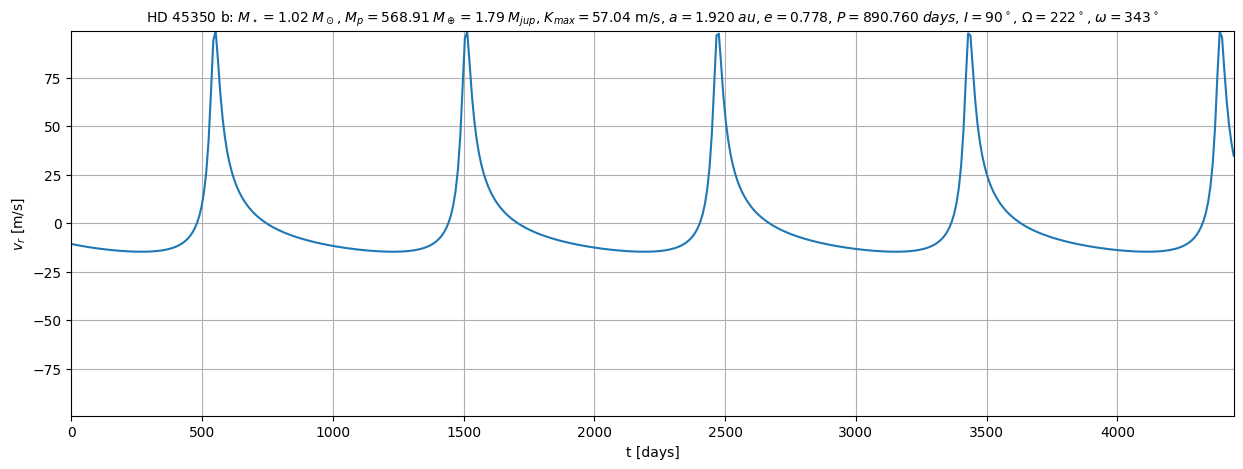 HD 45350 b: M⋆ = 1.02 M⊙, Mp = 568.91 M⊕ = 1.79 Mjup, Kmax = 57.04 m/s, a = 1.920 au, e = 0.778, P = 890.760 days, I = 90°, Ω = 222°, ω = 343°
75
50
25
0
−25
−50
−75
vr [m/s]
0 500 1000 1500 2000 2500 3000 3500 4000
t [days]